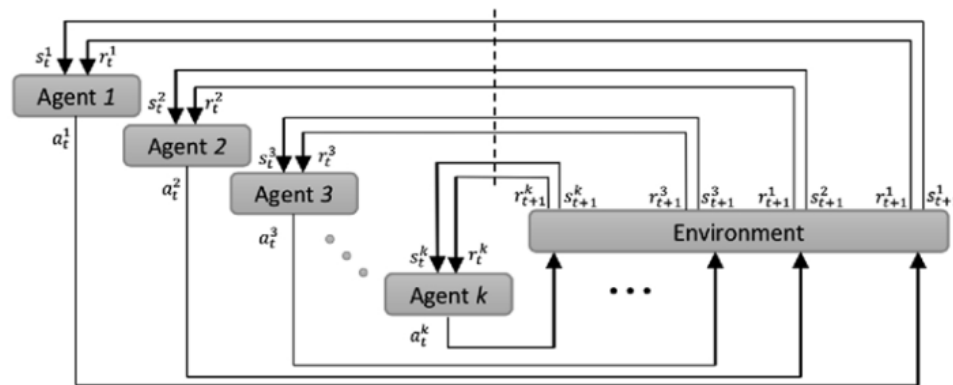 s_t^1 r_t^1
Agent 1
a_t^1
s_t^2 r_t^2
Agent 2
a_t^2
s_t^3 r_t^3
Agent 3
a_t^3
s_t^k r_t^k
Agent k
a_t^k
r_{t+1}^k s_{t+1}^k r_{t+1}^3 s_{t+1}^3 r_{t+1}^1 s_{t+1}^2 r_{t+1}^1 s_{t+1}^1
Environment